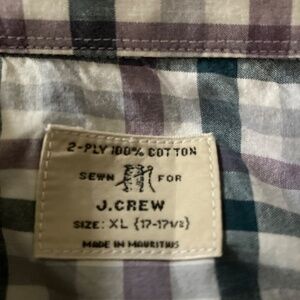 2-PLY 100% COTTON
SEWN FOR
J.CREW
SIZE: XL {17-17½}
MADE IN MAURITIUS